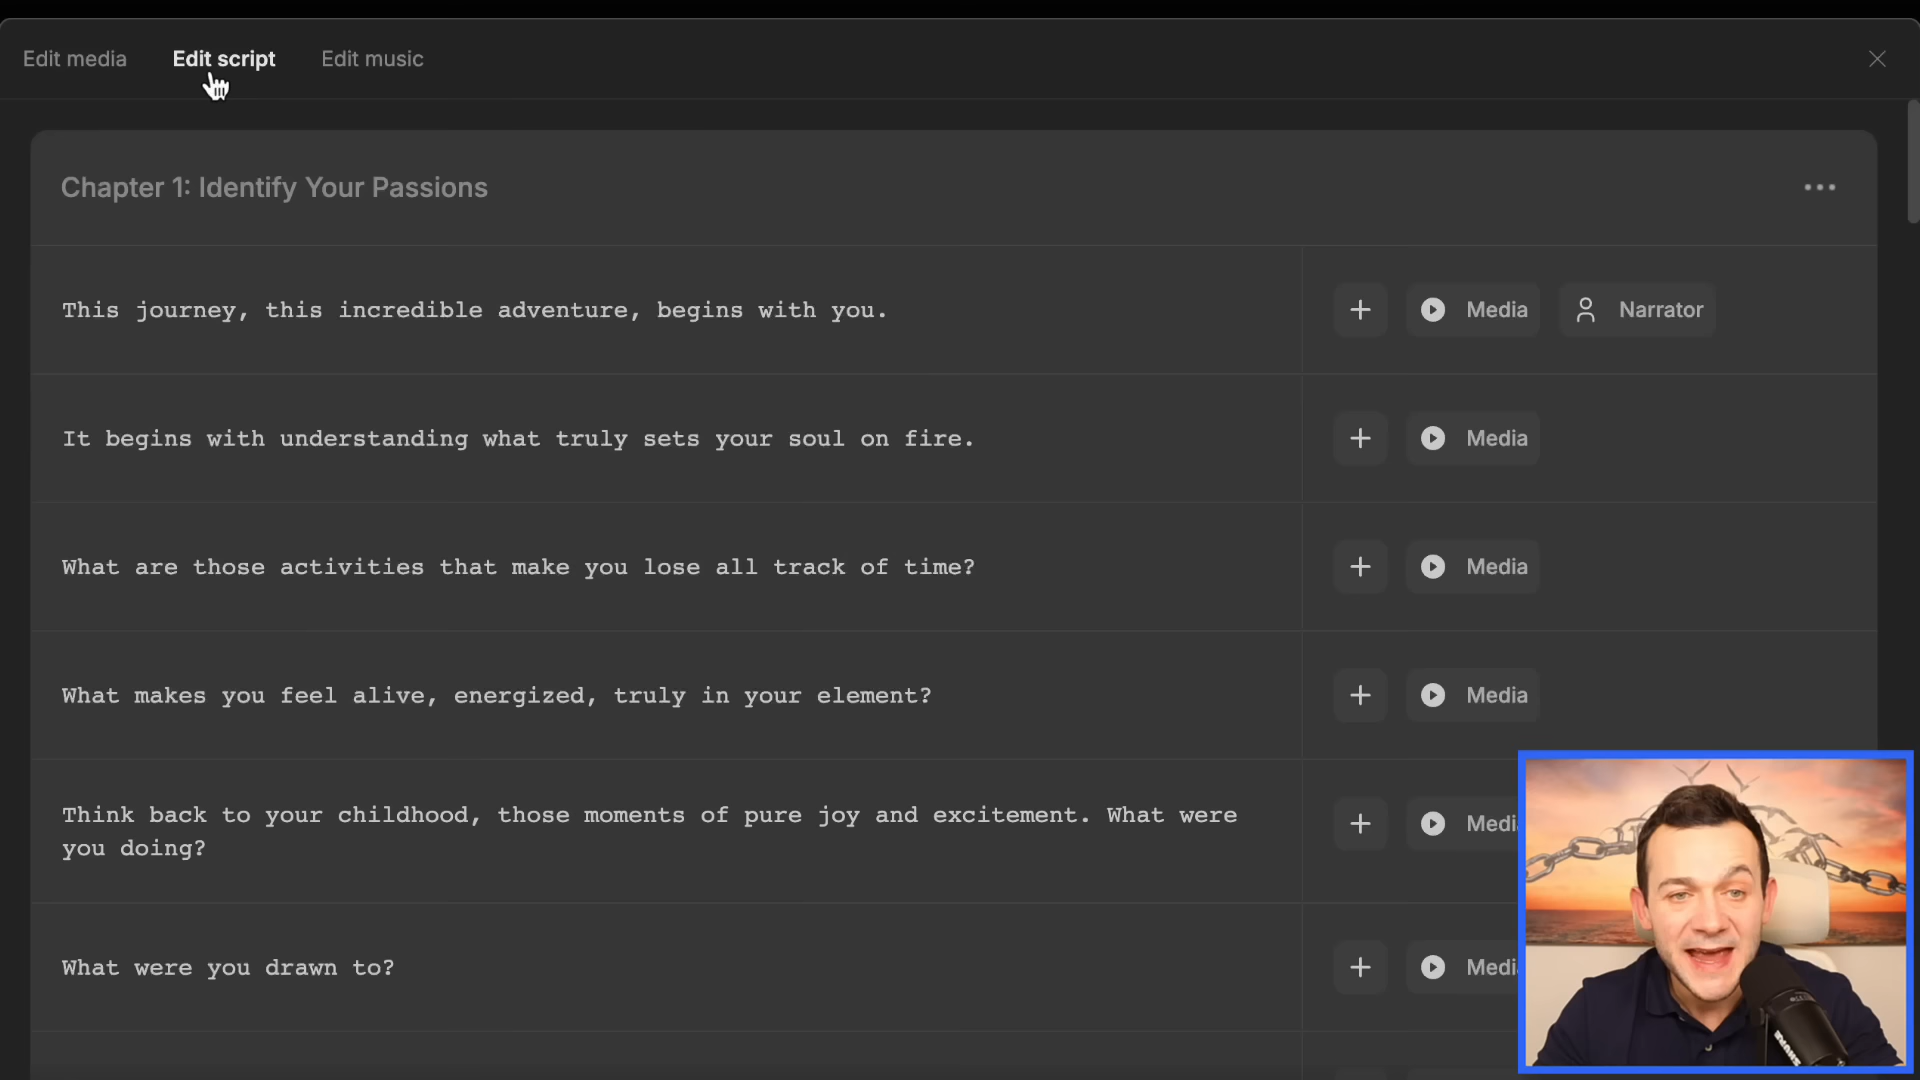 Edit media
Edit script
Edit music
Chapter 1: Identify Your Passions
This journey, this incredible adventure, begins with you.
Media
Narrator
It begins with understanding what truly sets your soul on fire.
Media
What are those activities that make you lose all track of time?
Media
What makes you feel alive, energized, truly in your element?
Media
Think back to your childhood, those moments of pure joy and excitement. What were
you doing?
Medi
What were you drawn to?
Medi